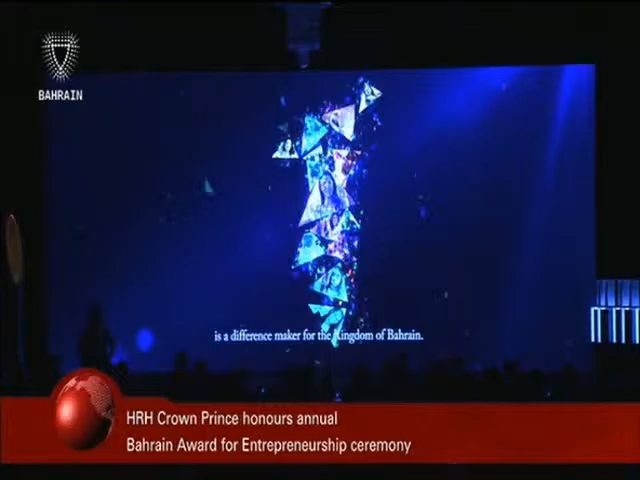 BAHRAIN
is a difference maker for the Kingdom of Bahrain.
HRH Crown Prince honours annual
Bahrain Award for Entrepreneurship ceremony